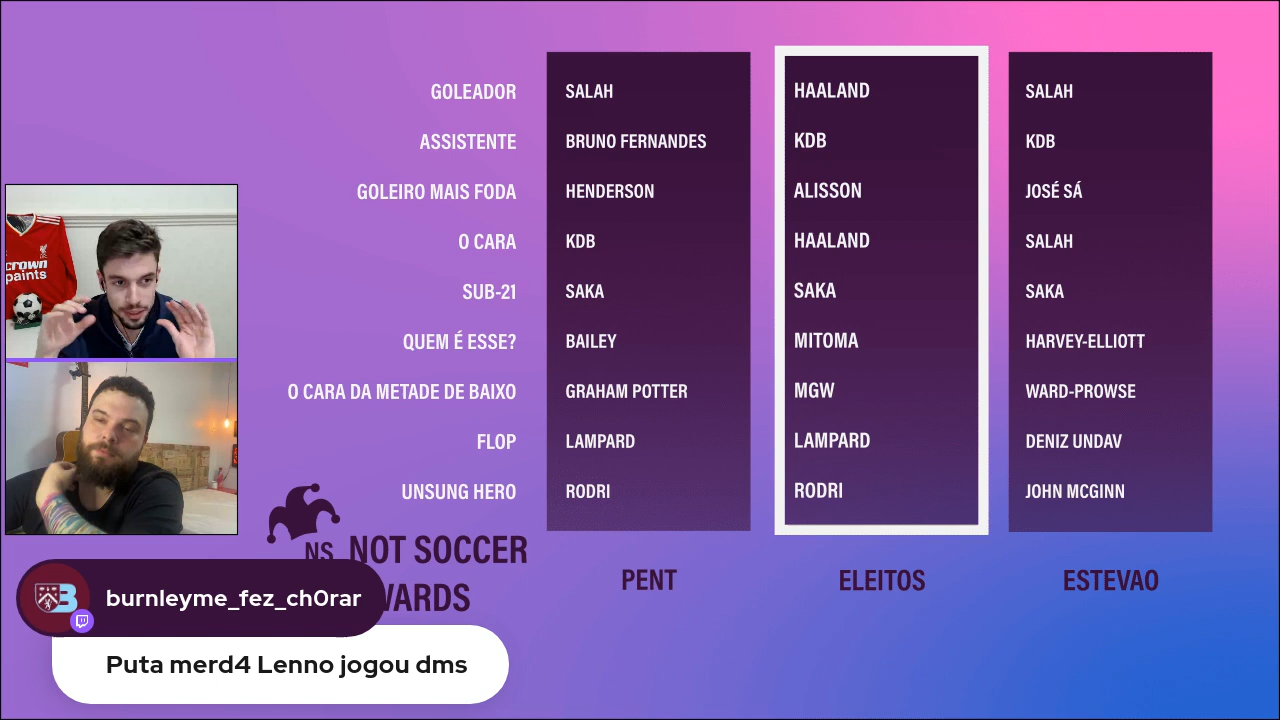 GOLEADOR SALAH HAALAND SALAH
ASSISTENTE BRUNO FERNANDES KDB KDB
GOLEIRO MAIS FODA HENDERSON ALISSON JOSÉ SÁ
O CARA KDB HAALAND SALAH
SUB-21 SAKA SAKA SAKA
QUEM É ESSE? BAILEY MITOMA HARVEY-ELLIOTT
O CARA DA METADE DE BAIXO GRAHAM POTTER MGW WARD-PROWSE
FLOP LAMPARD LAMPARD DENIZ UNDAV
UNSUNG HERO RODRI RODRI JOHN MCGINN
crown
paints
NS NOT SOCCER
WARDS
PENT ELEITOS ESTEVAO
burnleyme_fez_ch0rar
Puta merd4 Lenno jogou dms